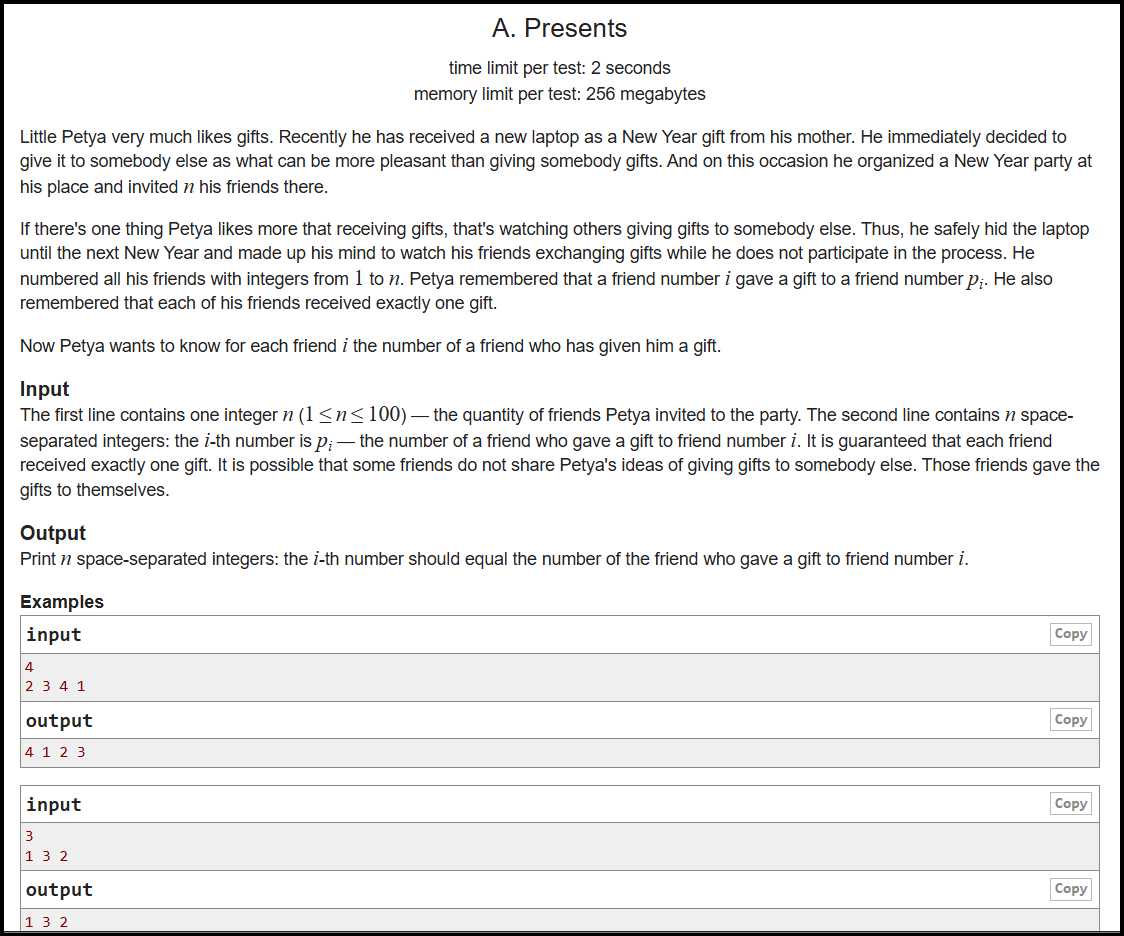 A. Presents
time limit per test: 2 seconds
memory limit per test: 256 megabytes
Little Petya very much likes gifts. Recently he has received a new laptop as a New Year gift from his mother. He immediately decided to
give it to somebody else as what can be more pleasant than giving somebody gifts. And on this occasion he organized a New Year party at
his place and invited n his friends there.
If there's one thing Petya likes more that receiving gifts, that's watching others giving gifts to somebody else. Thus, he safely hid the laptop
until the next New Year and made up his mind to watch his friends exchanging gifts while he does not participate in the process. He
numbered all his friends with integers from 1 to n. Petya remembered that a friend number i gave a gift to a friend number pᵢ. He also
remembered that each of his friends received exactly one gift.
Now Petya wants to know for each friend i the number of a friend who has given him a gift.
Input
The first line contains one integer n (1 ≤ n ≤ 100) — the quantity of friends Petya invited to the party. The second line contains n space-
separated integers: the i-th number is pᵢ — the number of a friend who gave a gift to friend number i. It is guaranteed that each friend
received exactly one gift. It is possible that some friends do not share Petya's ideas of giving gifts to somebody else. Those friends gave the
gifts to themselves.
Output
Print n space-separated integers: the i-th number should equal the number of the friend who gave a gift to friend number i.
Examples
input Copy
4
2 3 4 1
output Copy
4 1 2 3
input Copy
3
1 3 2
output Copy
1 3 2